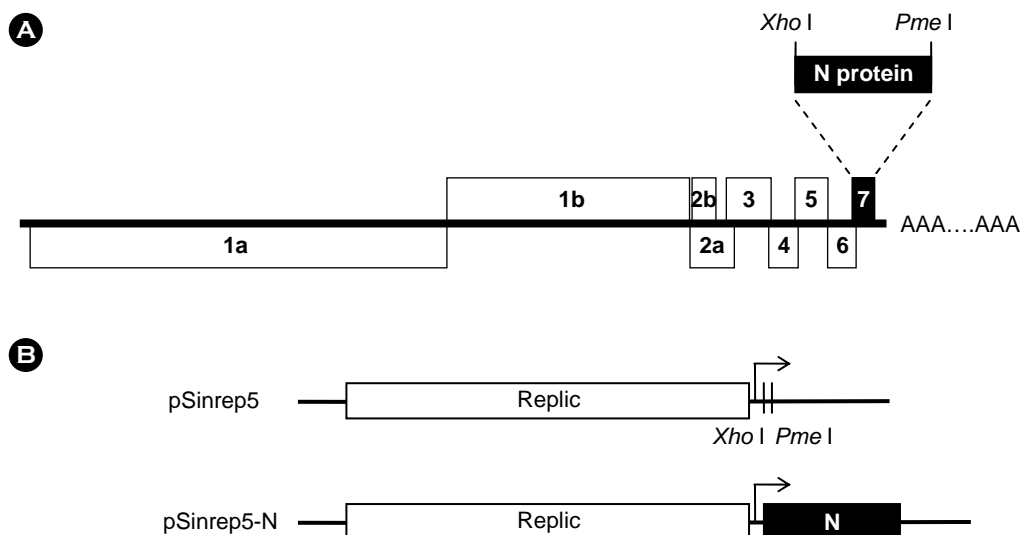 A
Xho I Pme I
N protein
1b 2b 3 5 7
AAA....AAA
1a 2a 4 6
B
pSinrep5 Replic
Xho I Pme I
pSinrep5-N Replic N